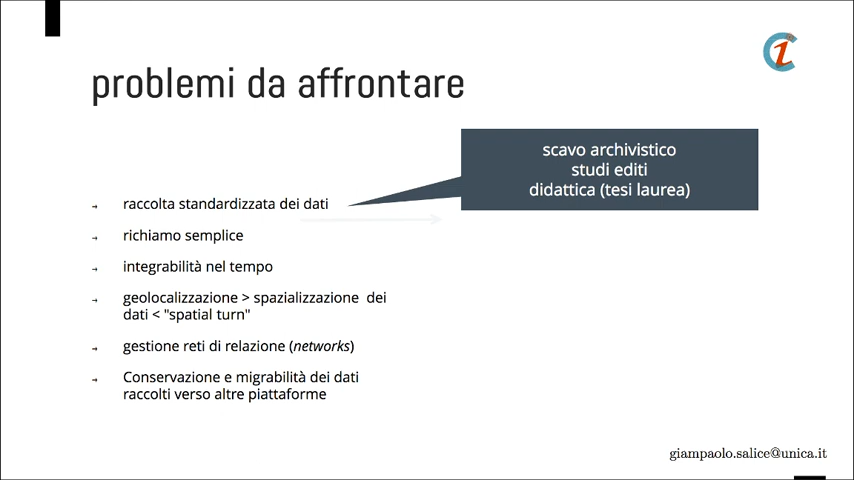 problemi da affrontare
scavo archivistico
studi editi
didattica (tesi laurea)
→ raccolta standardizzata dei dati
→ richiamo semplice
→ integrabilità nel tempo
→ geolocalizzazione > spazializzazione dei
dati < "spatial turn"
→ gestione reti di relazione (networks)
→ Conservazione e migrabilità dei dati
raccolti verso altre piattaforme
giampaolo.salice@unica.it